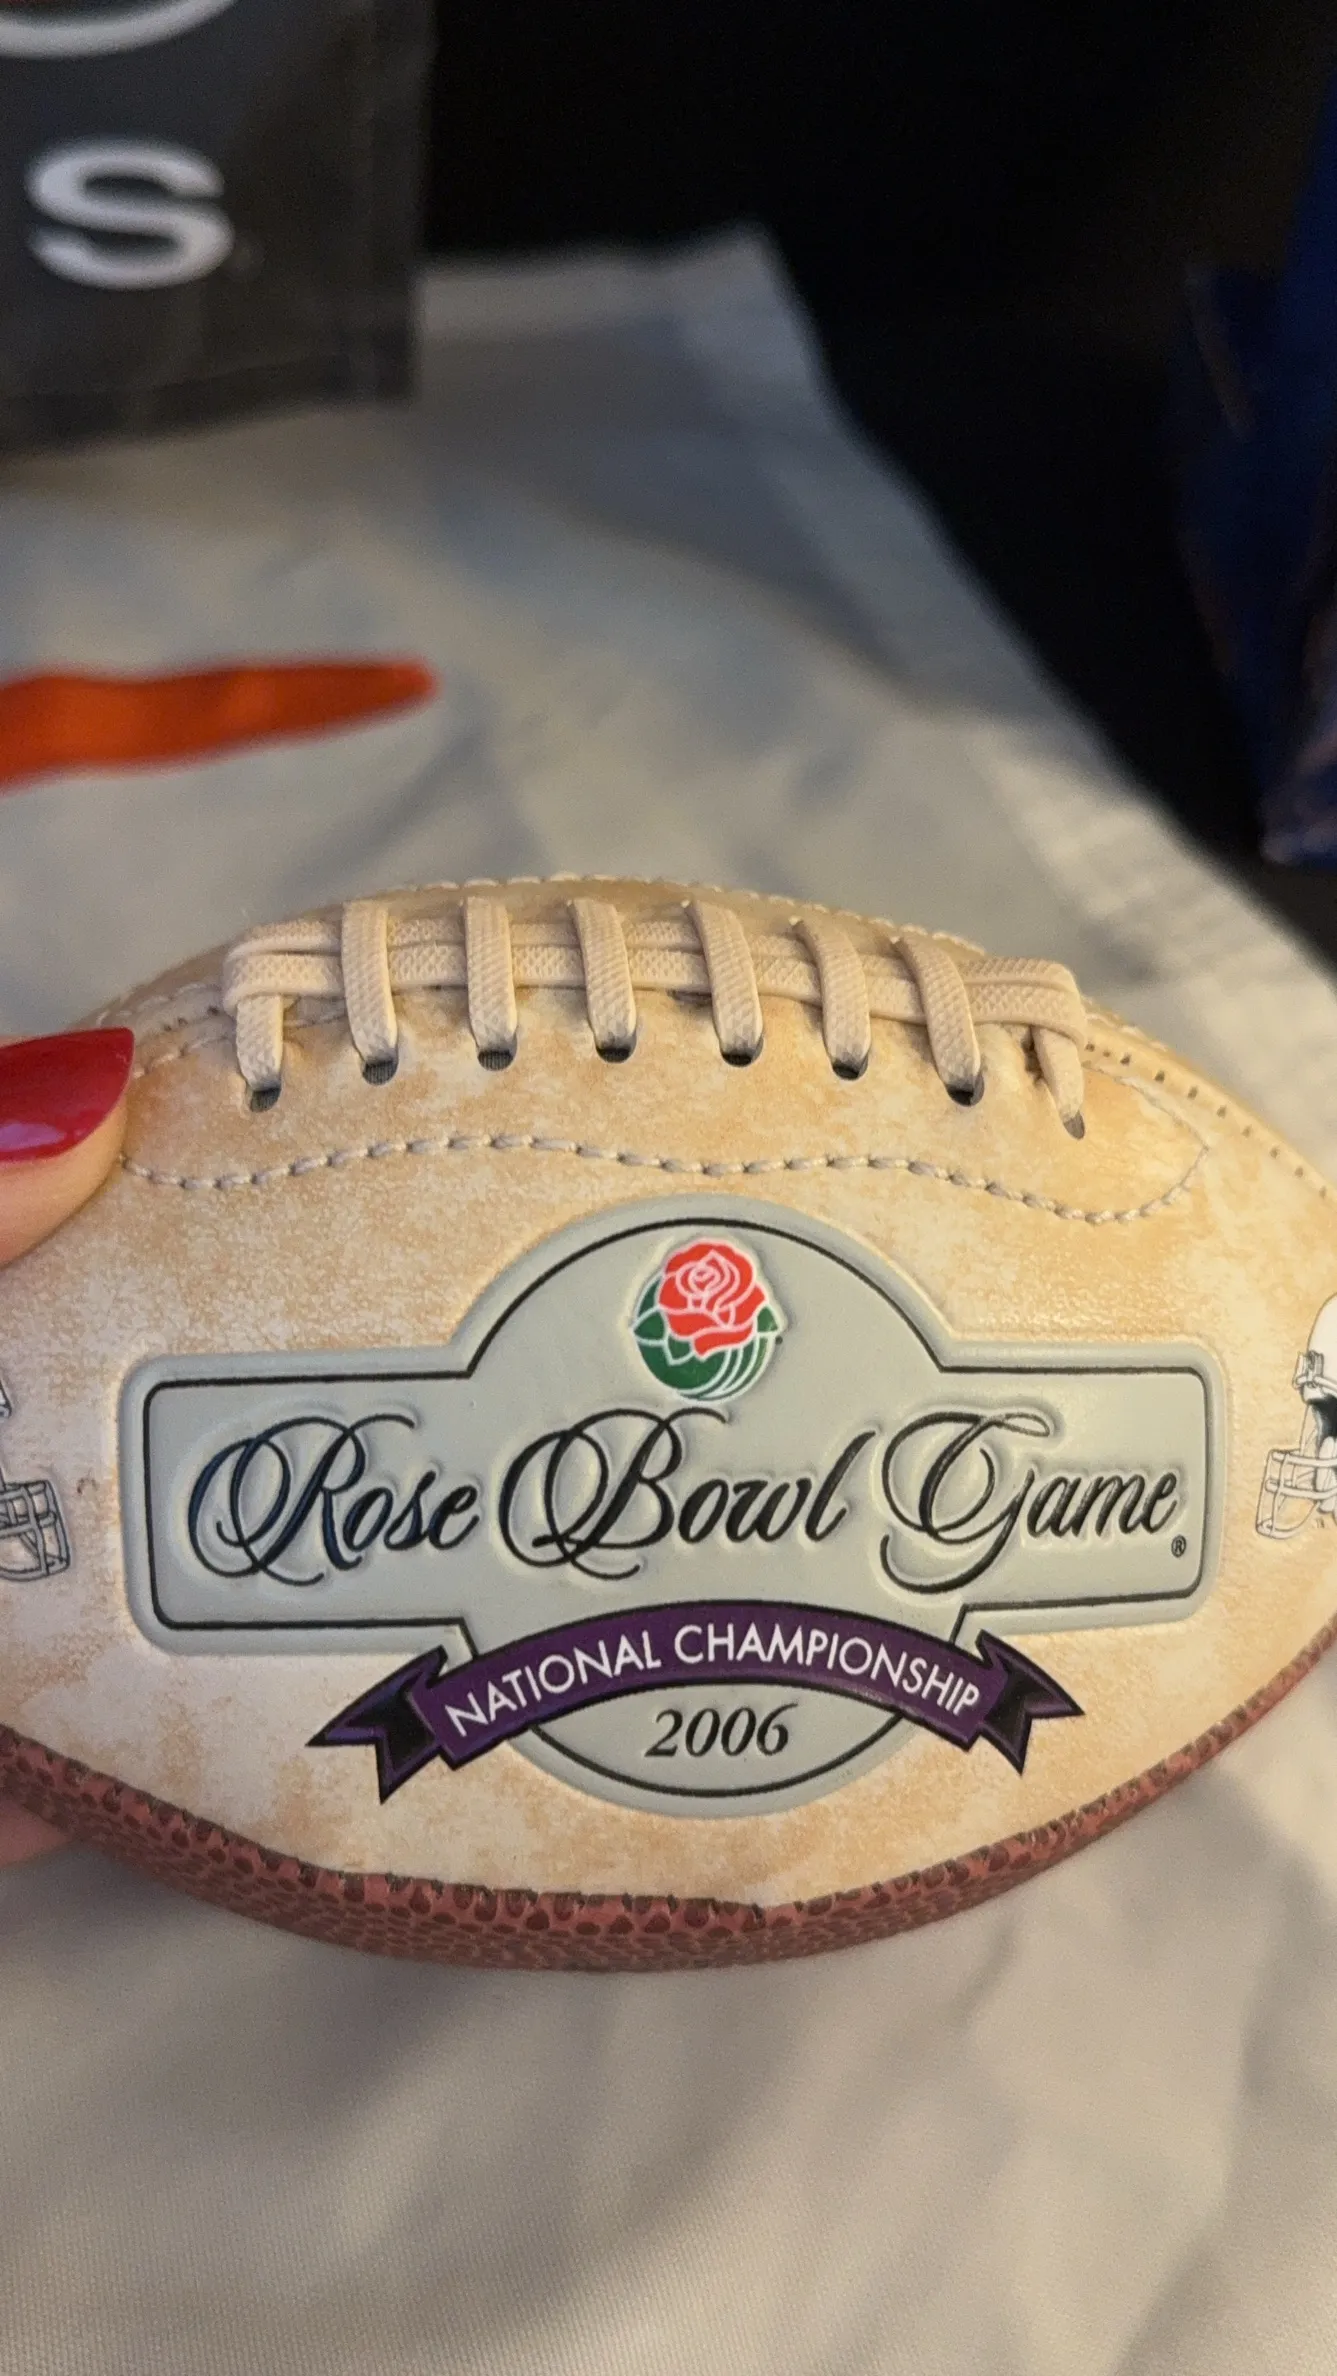 S
Rose Bowl Game®
NATIONAL CHAMPIONSHIP
2006